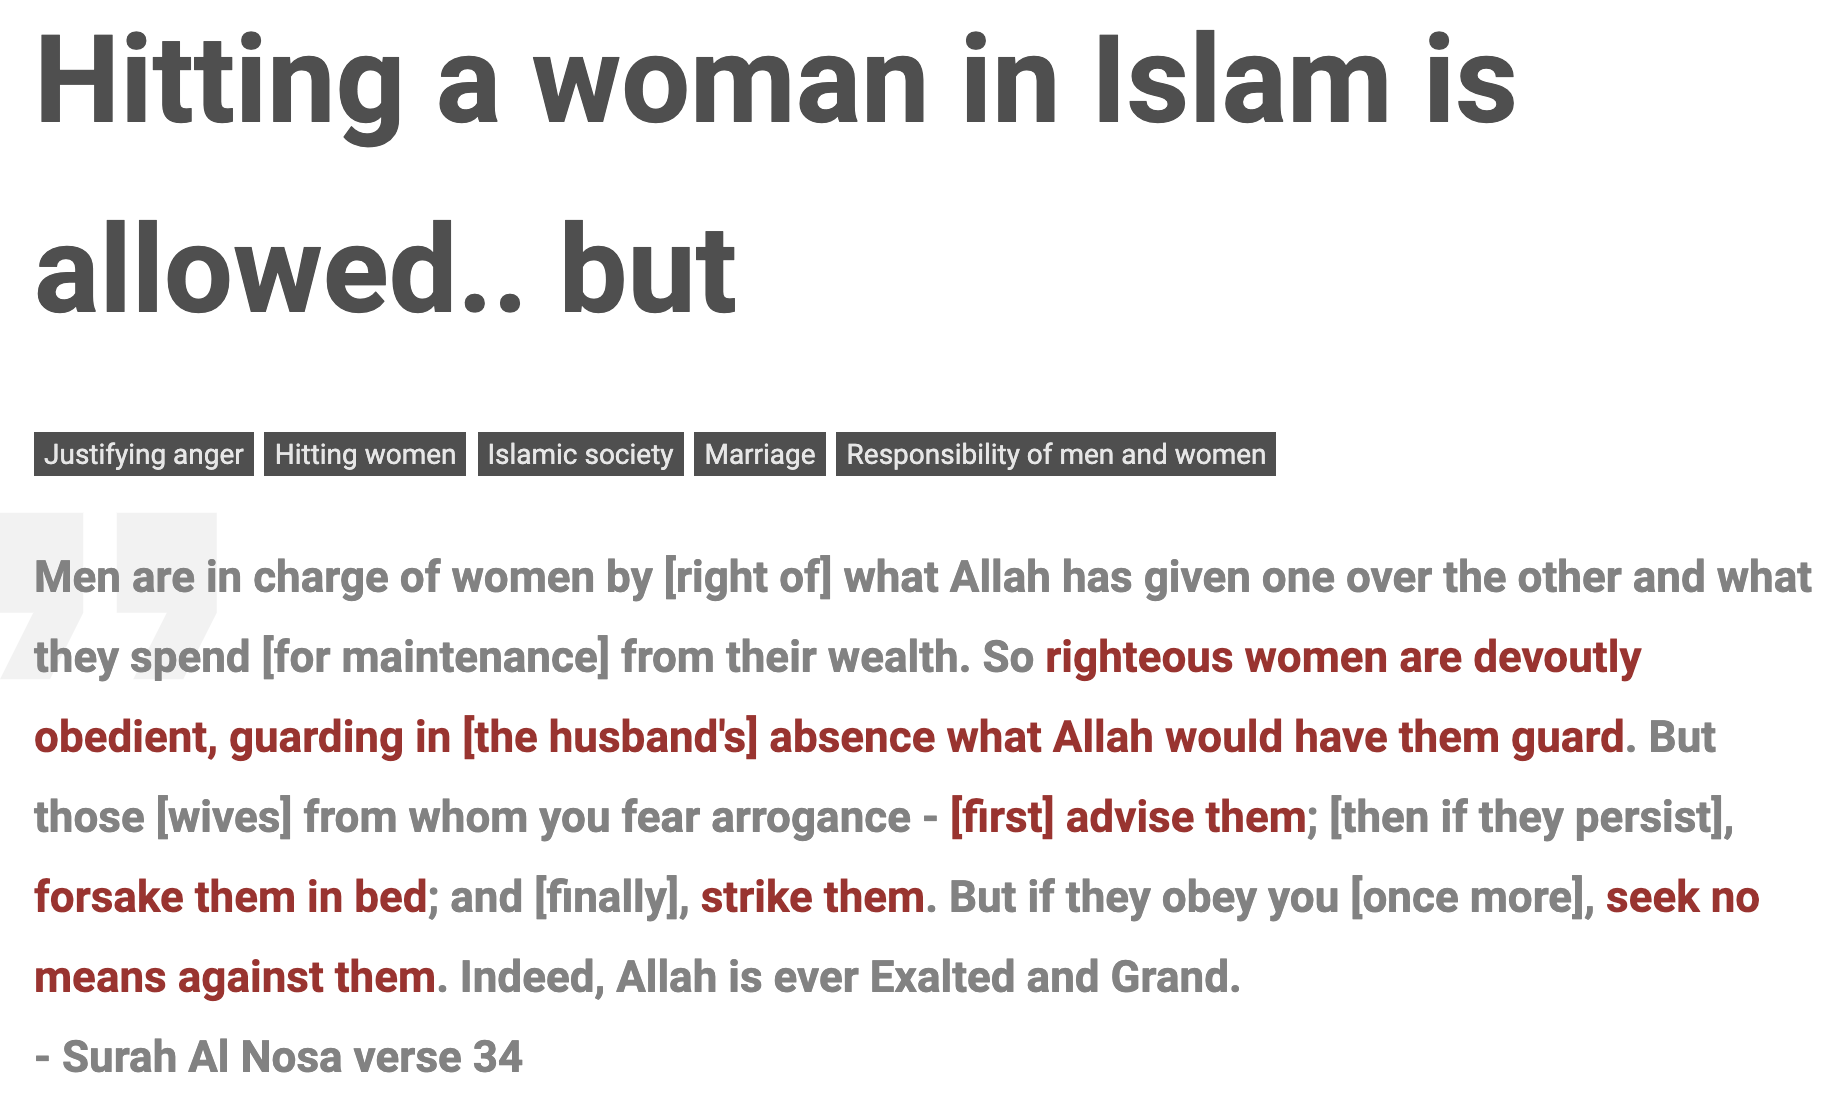 Hitting a woman in Islam is
allowed.. but
Justifying anger Hitting women Islamic society Marriage Responsibility of men and women
Men are in charge of women by [right of] what Allah has given one over the other and what
they spend [for maintenance] from their wealth. So righteous women are devoutly
obedient, guarding in [the husband's] absence what Allah would have them guard. But
those [wives] from whom you fear arrogance - [first] advise them; [then if they persist],
forsake them in bed; and [finally], strike them. But if they obey you [once more], seek no
means against them. Indeed, Allah is ever Exalted and Grand.
- Surah Al Nosa verse 34